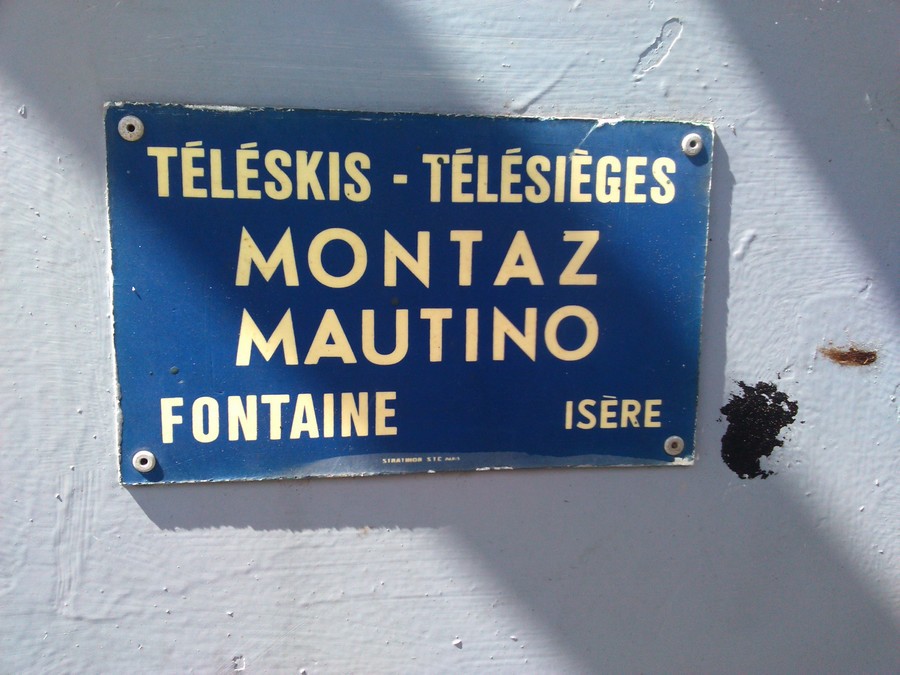 TÉLÉSKIS - TÉLÉSIÈGES
MONTAZ
MAUTINO
FONTAINE ISÈRE